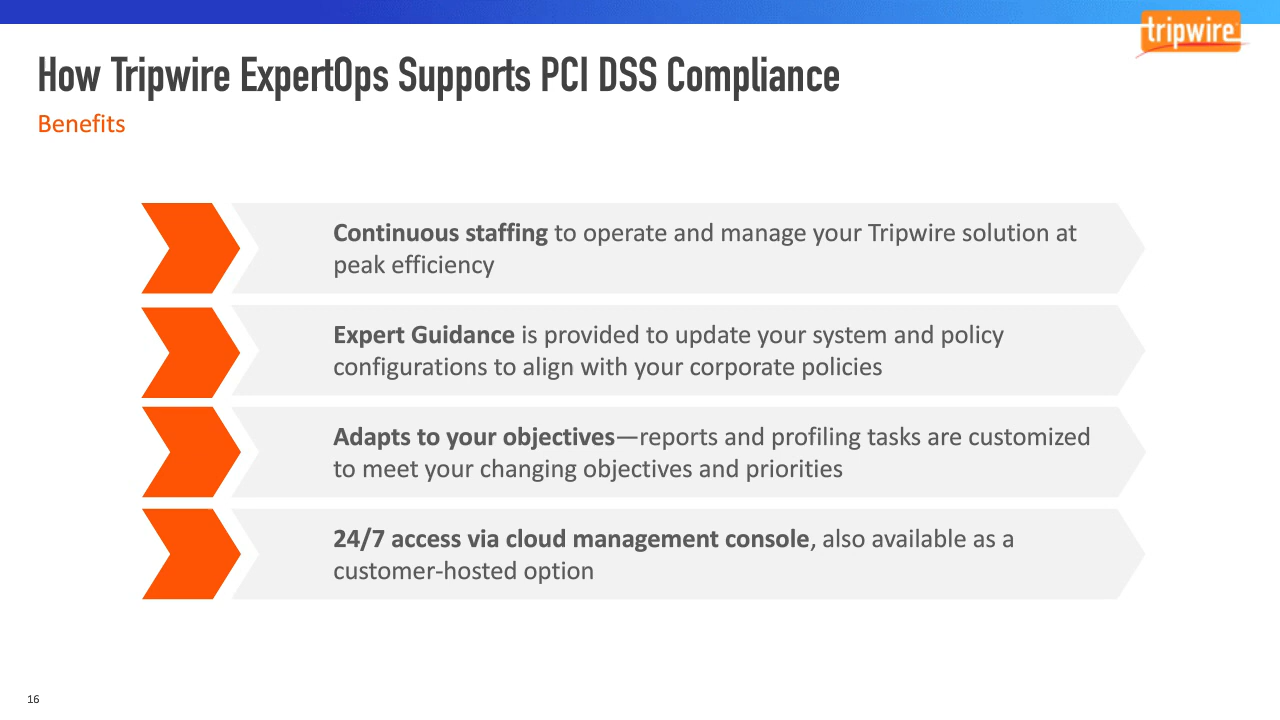 tripwire
How Tripwire ExpertOps Supports PCI DSS Compliance
Benefits
Continuous staffing to operate and manage your Tripwire solution at
peak efficiency
Expert Guidance is provided to update your system and policy
configurations to align with your corporate policies
Adapts to your objectives—reports and profiling tasks are customized
to meet your changing objectives and priorities
24/7 access via cloud management console, also available as a
customer-hosted option
16